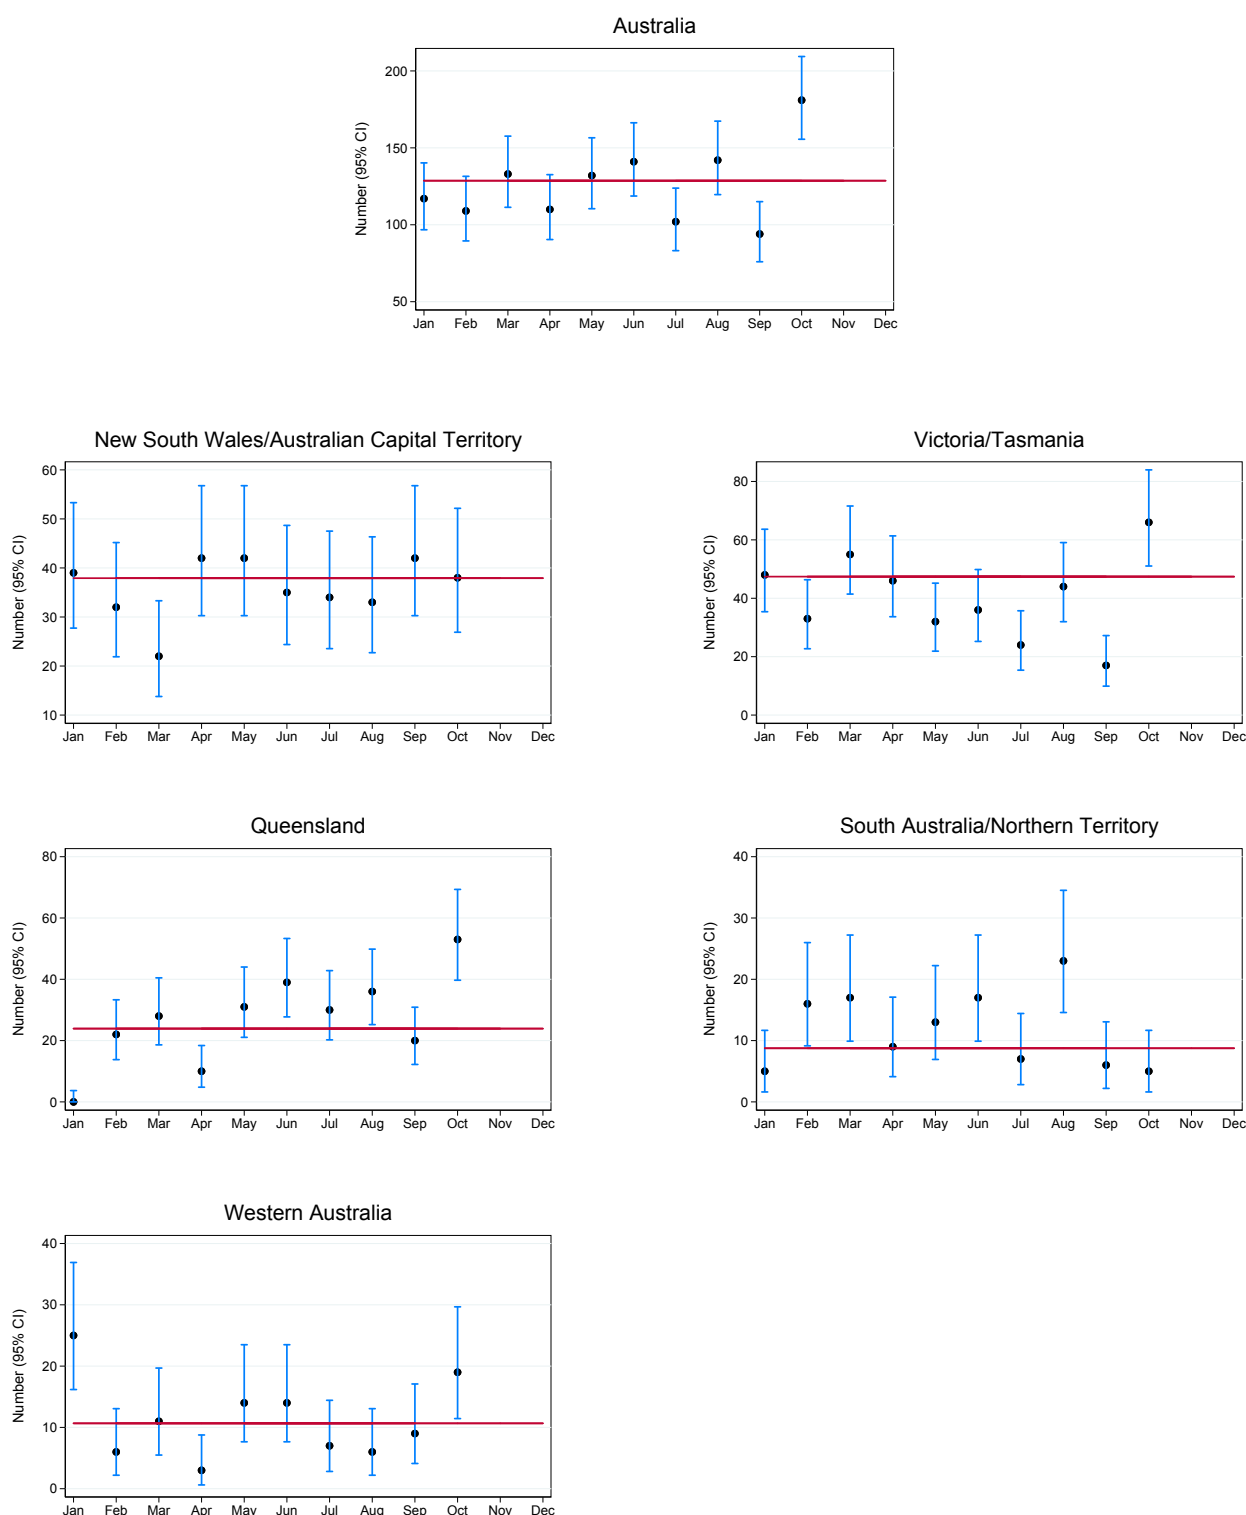 Australia
Number (95% CI)
200
150
100
50
Jan Feb Mar Apr May Jun Jul Aug Sep Oct Nov Dec
New South Wales/Australian Capital Territory
Number (95% CI)
60
50
40
30
20
10
Jan Feb Mar Apr May Jun Jul Aug Sep Oct Nov Dec
Victoria/Tasmania
Number (95% CI)
80
60
40
20
0
Jan Feb Mar Apr May Jun Jul Aug Sep Oct Nov Dec
Queensland
Number (95% CI)
80
60
40
20
0
Jan Feb Mar Apr May Jun Jul Aug Sep Oct Nov Dec
South Australia/Northern Territory
Number (95% CI)
40
30
20
10
0
Jan Feb Mar Apr May Jun Jul Aug Sep Oct Nov Dec
Western Australia
Number (95% CI)
40
30
20
10
0
Jan Feb Mar Apr May Jun Jul Aug Sep Oct Nov Dec